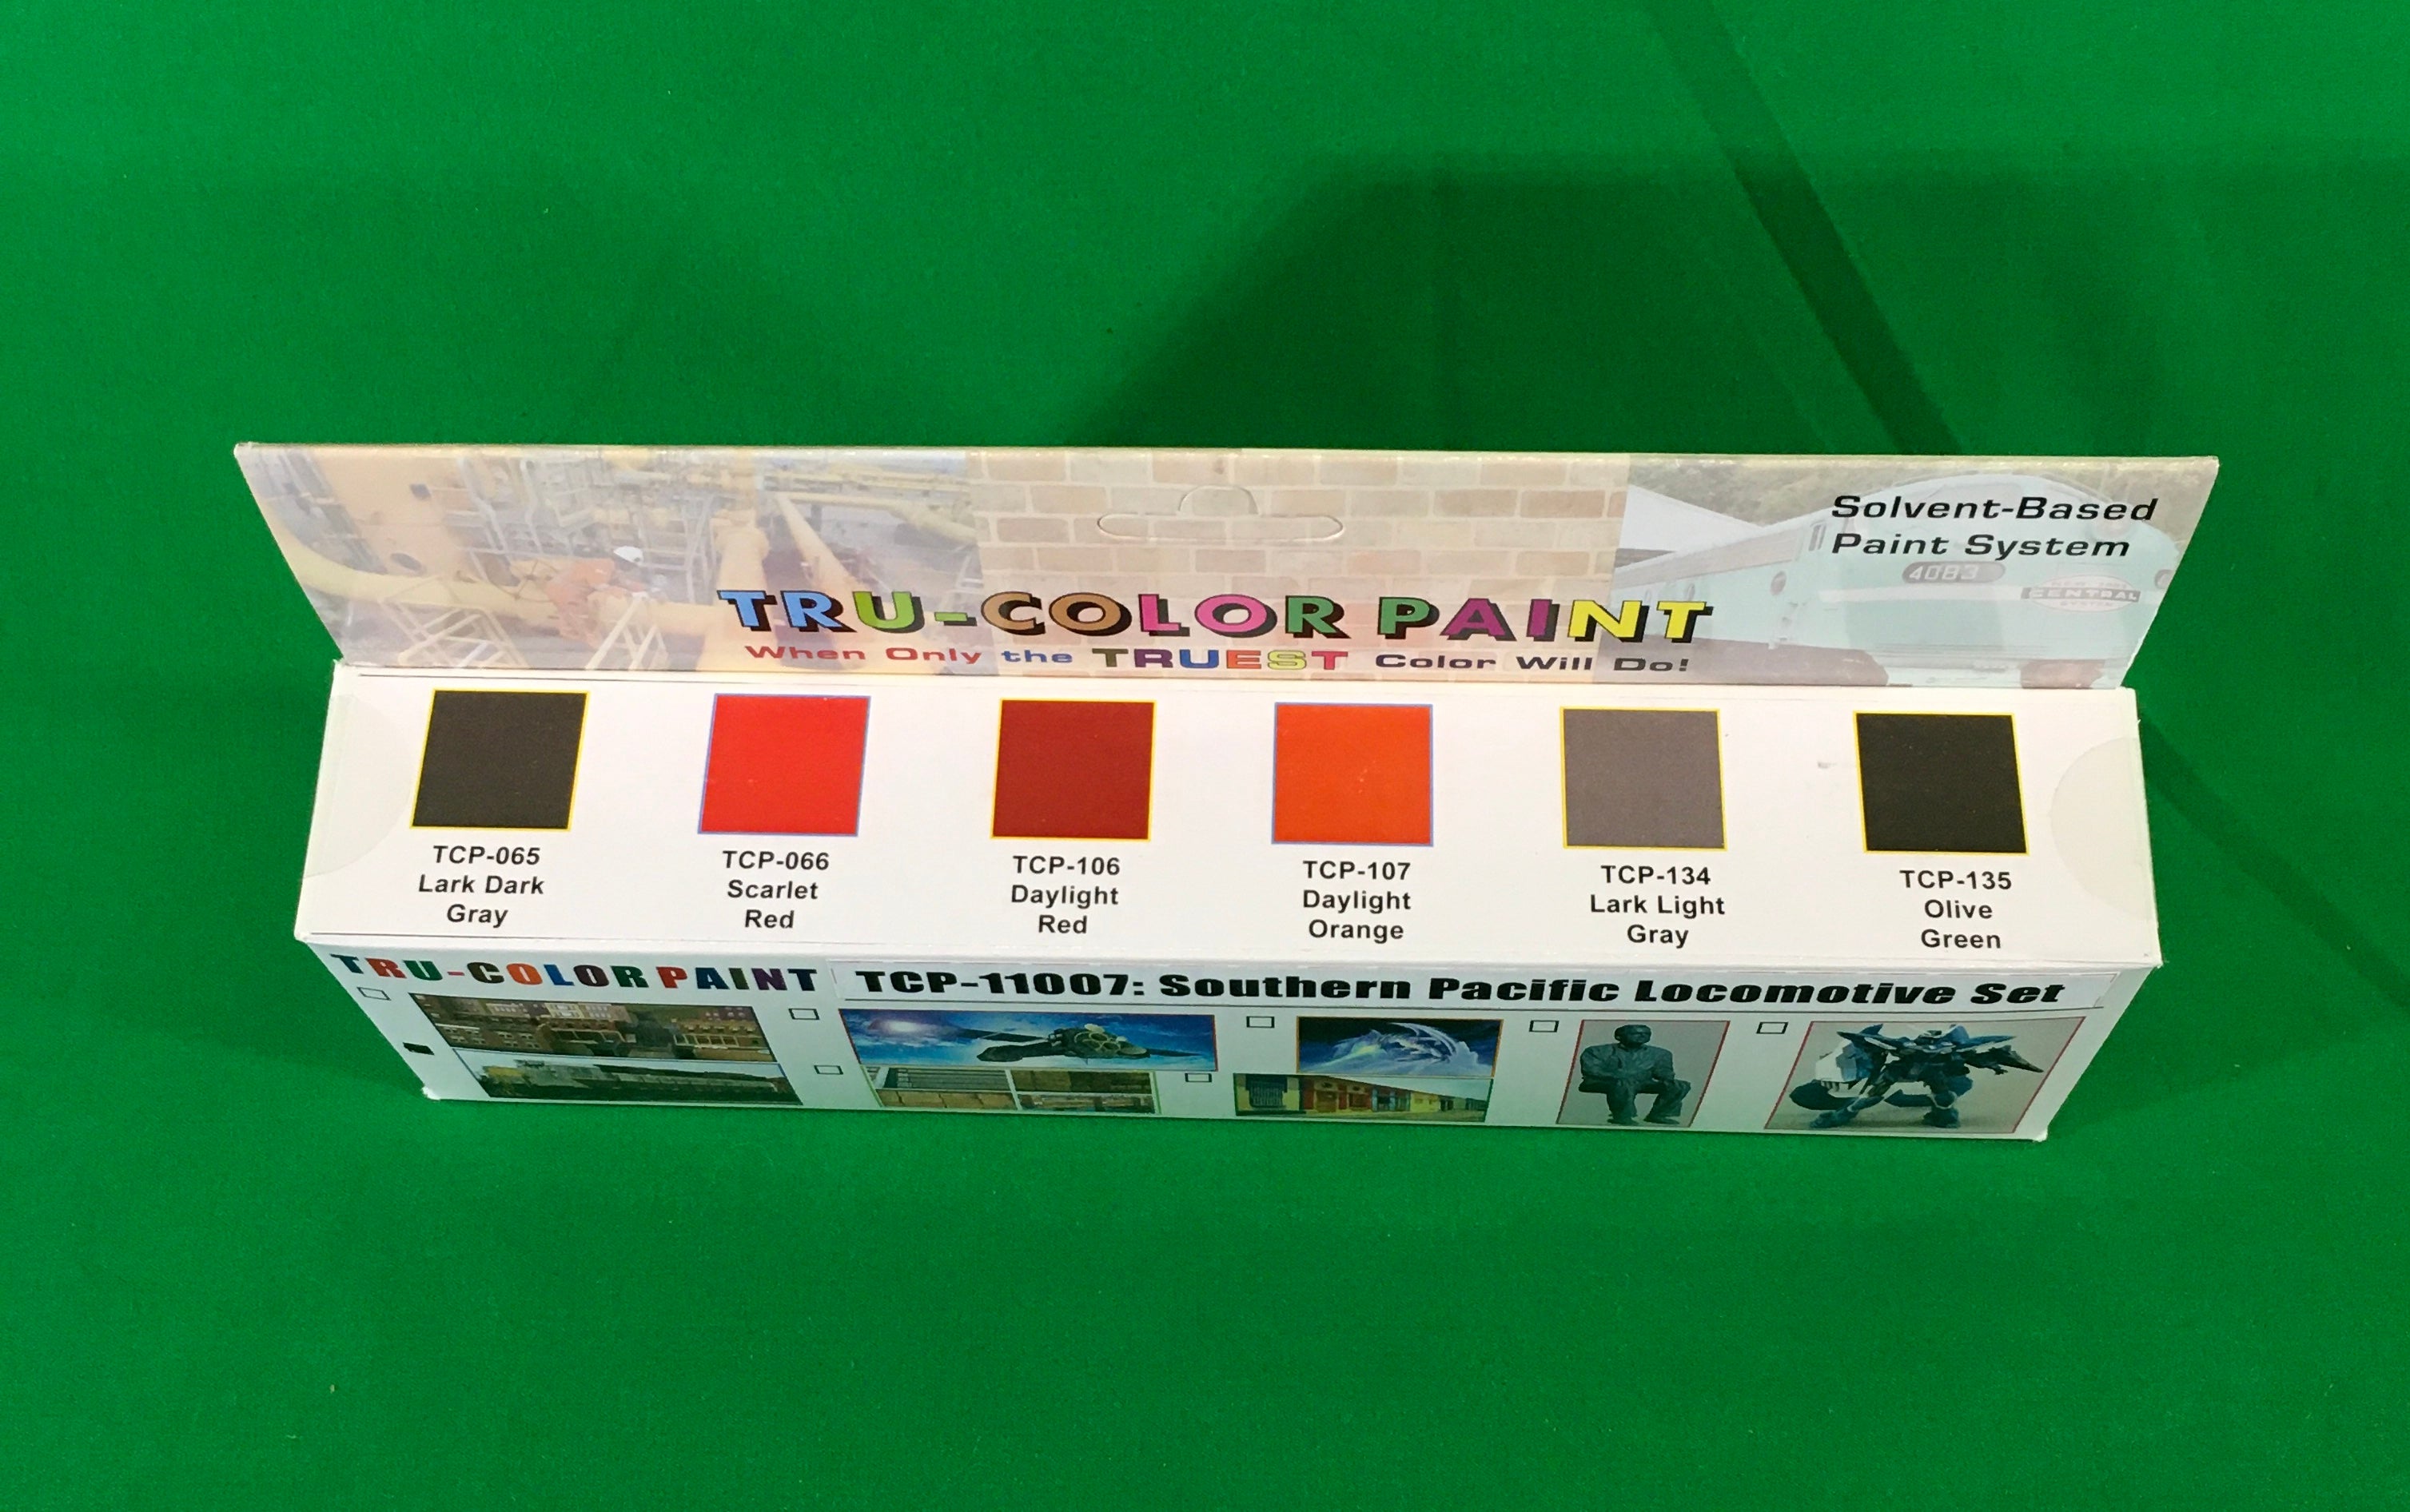 Solvent-Based
Paint System
4083
CENTRAL
TRU-COLOR PAINT
When Only the TRUEST Color Will Do!
TCP-065
Lark Dark
Gray
TCP-066
Scarlet
Red
TCP-106
Daylight
Red
TCP-107
Daylight
Orange
TCP-134
Lark Light
Gray
TCP-135
Olive
Green
TRU-COLOR PAINT
TCP-11007: Southern Pacific Locomotive Set